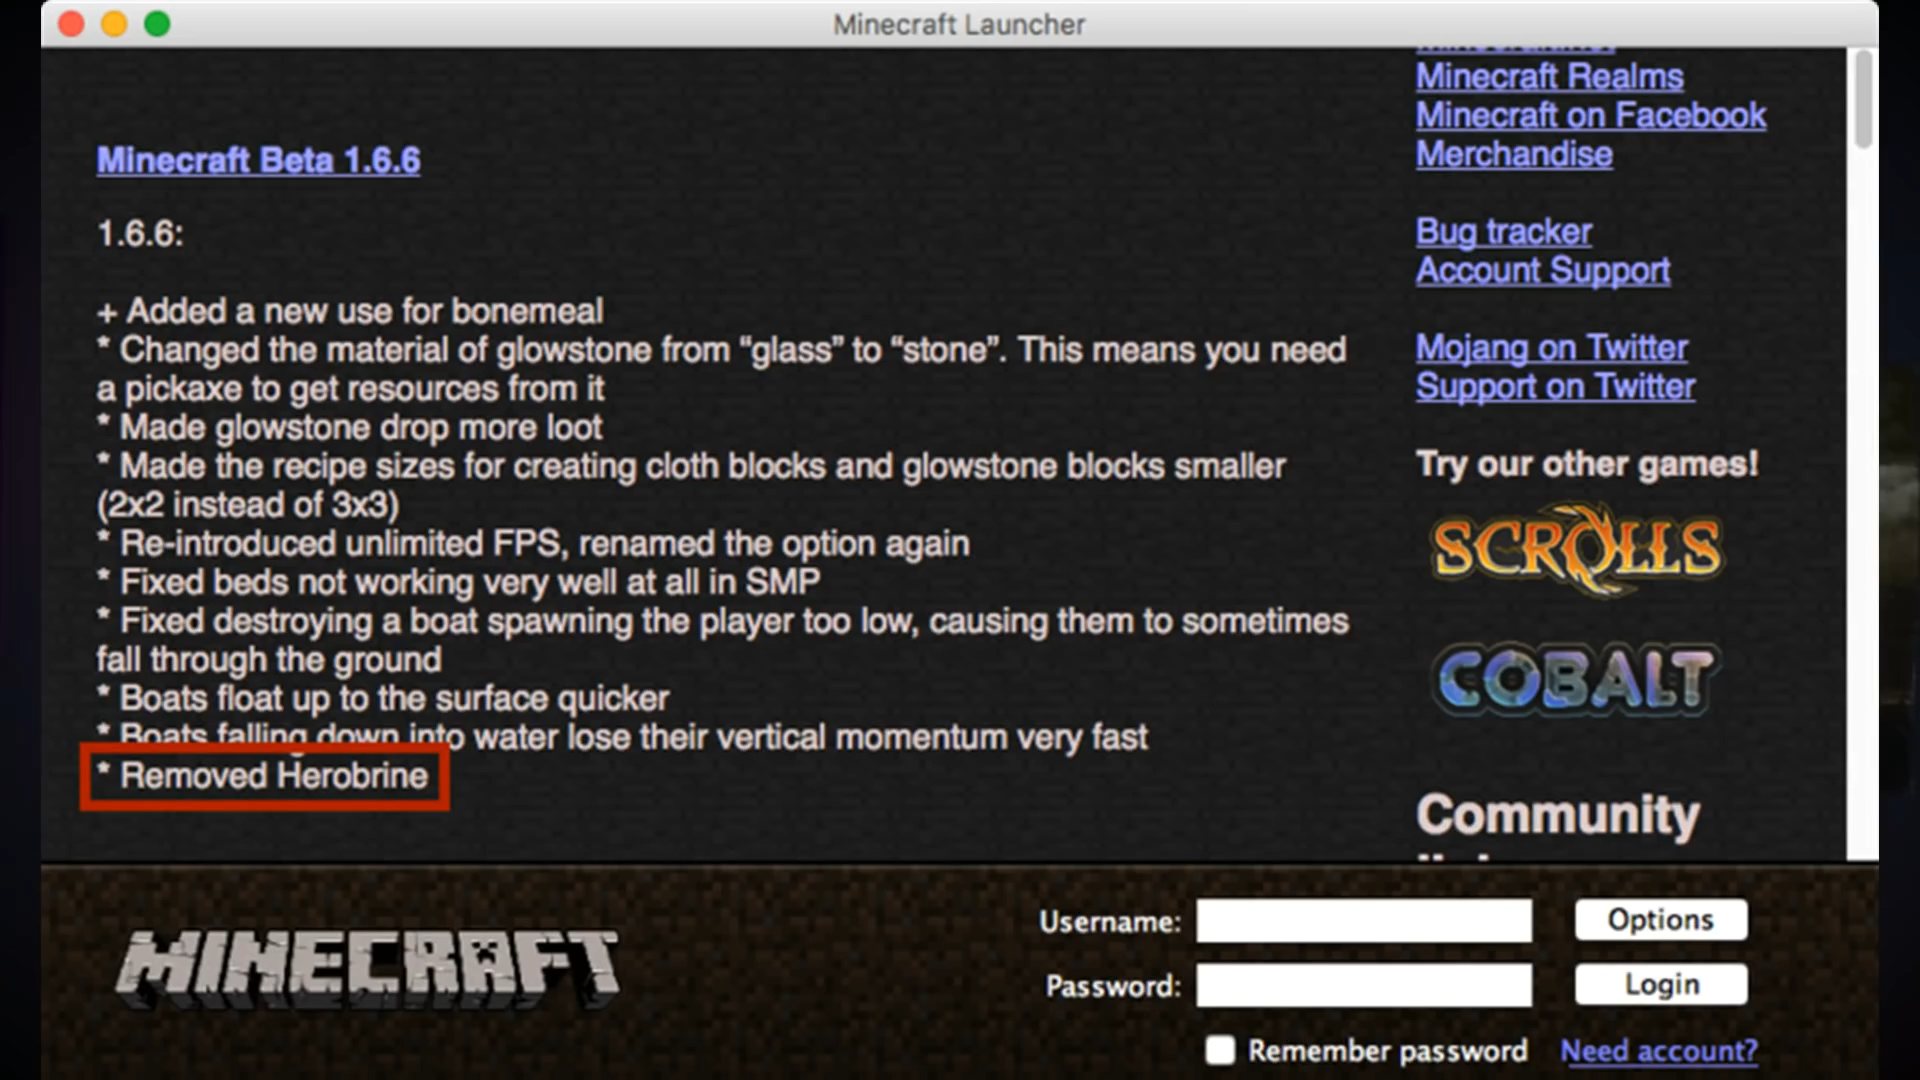 Minecraft Launcher
Minecraft Beta 1.6.6
1.6.6:
+ Added a new use for bonemeal
* Changed the material of glowstone from “glass” to “stone”. This means you need
a pickaxe to get resources from it
* Made glowstone drop more loot
* Made the recipe sizes for creating cloth blocks and glowstone blocks smaller
(2x2 instead of 3x3)
* Re-introduced unlimited FPS, renamed the option again
* Fixed beds not working very well at all in SMP
* Fixed destroying a boat spawning the player too low, causing them to sometimes
fall through the ground
* Boats float up to the surface quicker
* Boats falling down into water lose their vertical momentum very fast
* Removed Herobrine
Minecraft Realms
Minecraft on Facebook
Merchandise
Bug tracker
Account Support
Mojang on Twitter
Support on Twitter
Try our other games!
SCROLLS
COBALT
Community
MINECRAFT
Username:
Options
Password:
Login
Remember password
Need account?